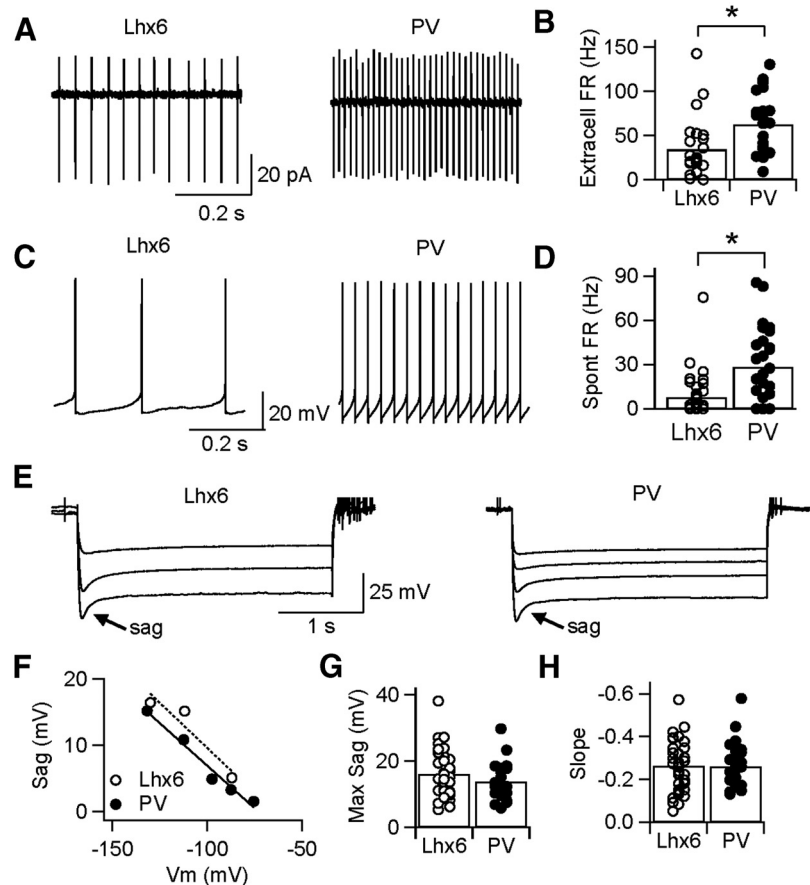 A
Lhx6
PV
20 pA
0.2 s
B
*
Extracell FR (Hz)
150
100
50
0
Lhx6
PV
C
Lhx6
PV
20 mV
0.2 s
D
*
Spont FR (Hz)
90
60
30
0
Lhx6
PV
E
Lhx6
PV
sag
25 mV
1 s
sag
F
Sag (mV)
20
10
0
Lhx6
PV
-150
-100
-50
Vm (mV)
G
Max Sag (mV)
40
20
0
Lhx6
PV
H
Slope
-0.6
-0.4
-0.2
0.0
Lhx6
PV